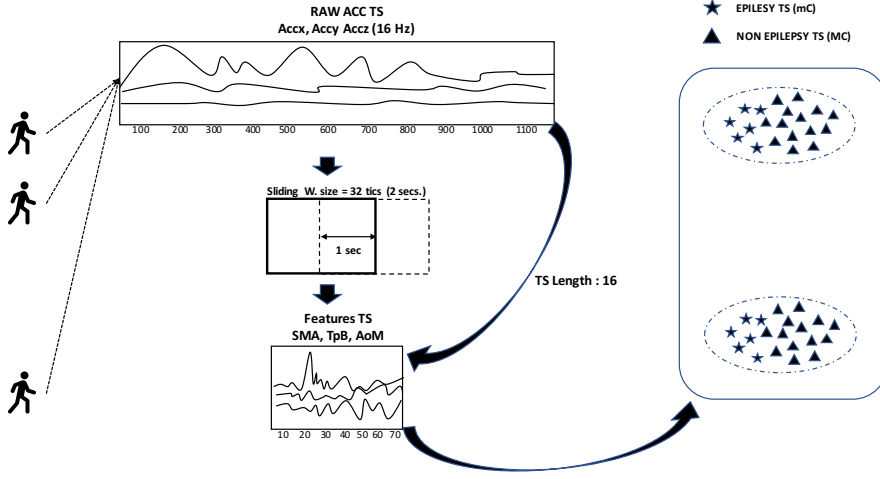 RAW ACC TS
Accx, Accy Accz (16 Hz)
100 200 300 400 500 600 700 800 900 1000 1100
Sliding W. size = 32 tics (2 secs.)
1 sec
TS Length : 16
Features TS
SMA, TpB, AoM
10 20 30 40 50 60 70
EPILESY TS (mC)
NON EPILEPSY TS (MC)